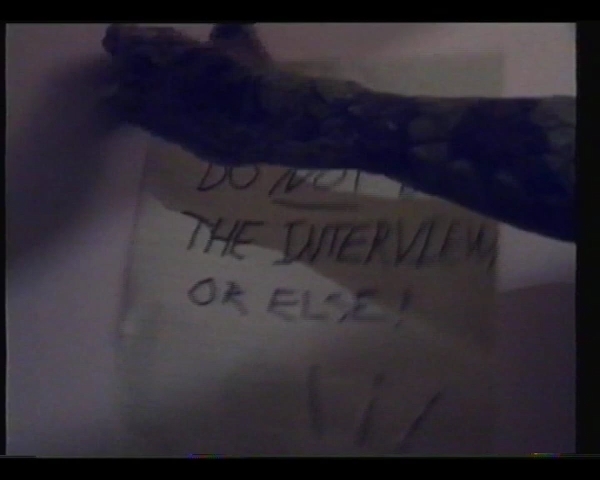 DO NOT
THE INTERVIEW,
OR ELSE!